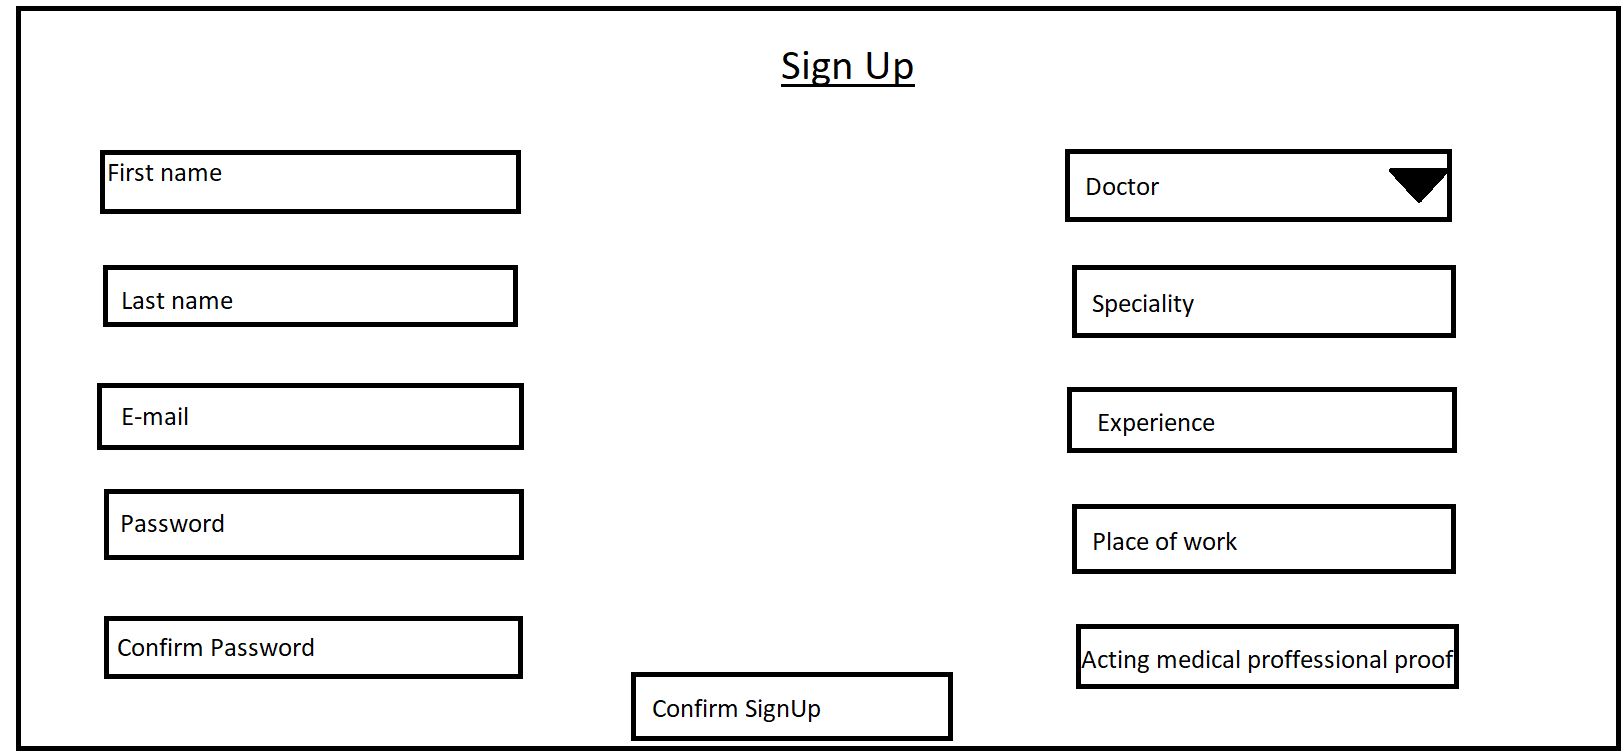 Sign Up
First name
Last name
E-mail
Password
Confirm Password
Doctor
Speciality
Experience
Place of work
Acting medical proffessional proof
Confirm SignUp